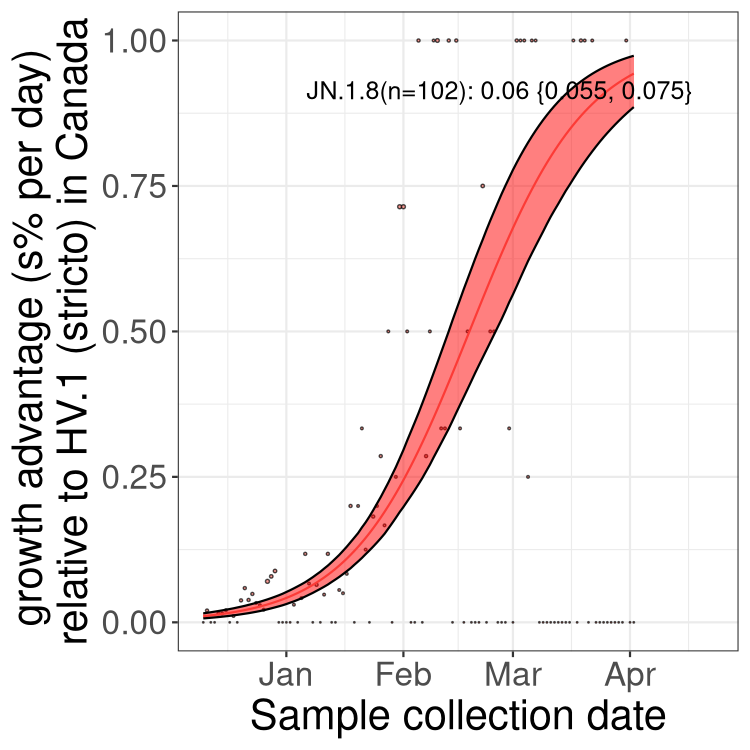 growth advantage (s% per day)
relative to HV.1 (stricto) in Canada
1.00
0.75
0.50
0.25
0.00
JN.1.8(n=102): 0.06 {0.055, 0.075}
Jan Feb Mar Apr
Sample collection date